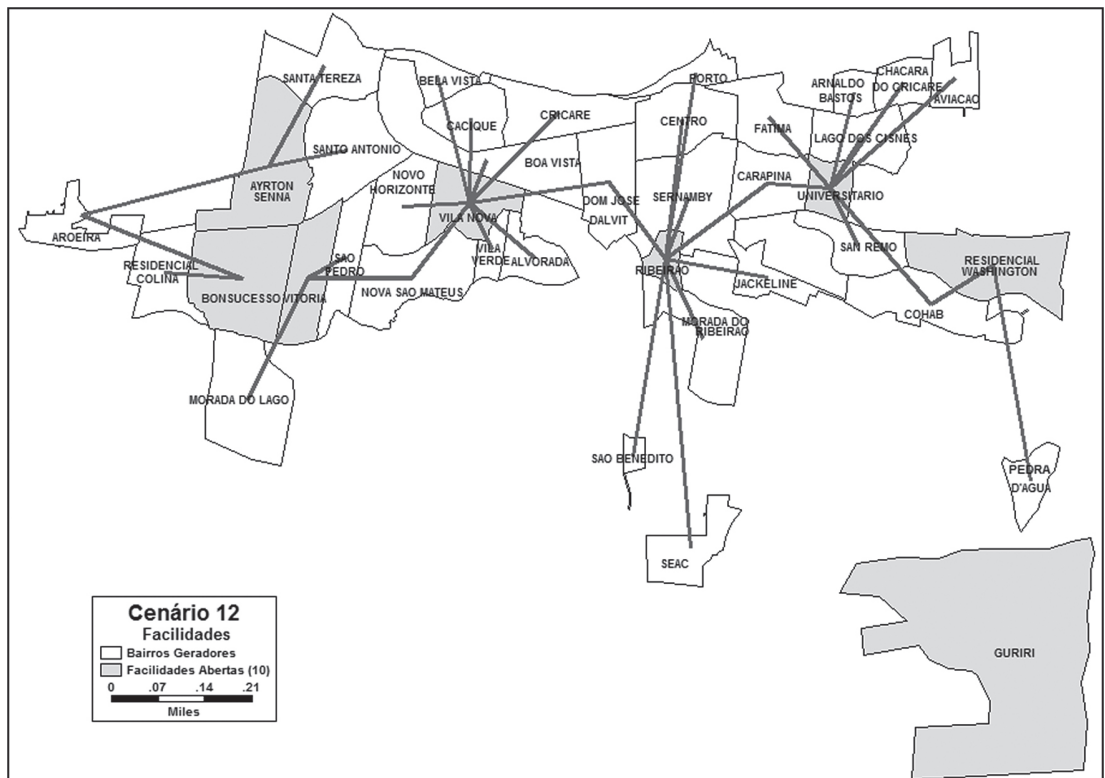 SANTA TEREZA
BELA VISTA
PORTO
ARNALDO
BASTOS
CHACARA
DO CRICARE
AVIACAO
CACIQUE
CRICARE
CENTRO
FATIMA
LAGO DOS CISNES
SANTO ANTONIO
NOVO
HORIZONTE
BOA VISTA
CARAPINA
AYRTON
SENNA
VILA NOVA
DOM JOSE
DALVIT
SERNAMBY
UNIVERSITARIO
AROEIRA
SAO
PEDRO
VILA
VERDE
ALVORADA
RIBEIRAO
SAN REMO
RESIDENCIAL
WASHINGTON
RESIDENCIAL
COLINA
BONSUCESSO
VITORIA
NOVA SAO MATEUS
JACKELINE
COHAB
MORADA DO
RIBEIRAO
MORADA DO LAGO
SAO BENEDITO
PEDRA
D'AGUA
SEAC
GURIRI
Cenário 12
Facilidades
Bairros Geradores
Facilidades Abertas (10)
0 .07 .14 .21
Miles